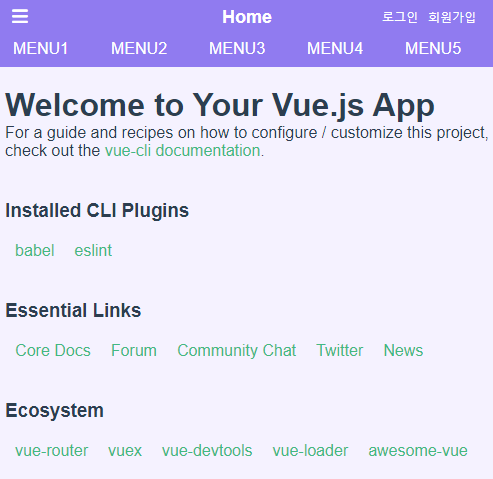 Home 로그인 회원가입
MENU1 MENU2 MENU3 MENU4 MENU5
Welcome to Your Vue.js App
For a guide and recipes on how to configure / customize this project,
check out the vue-cli documentation.
Installed CLI Plugins
babel eslint
Essential Links
Core Docs Forum Community Chat Twitter News
Ecosystem
vue-router vuex vue-devtools vue-loader awesome-vue